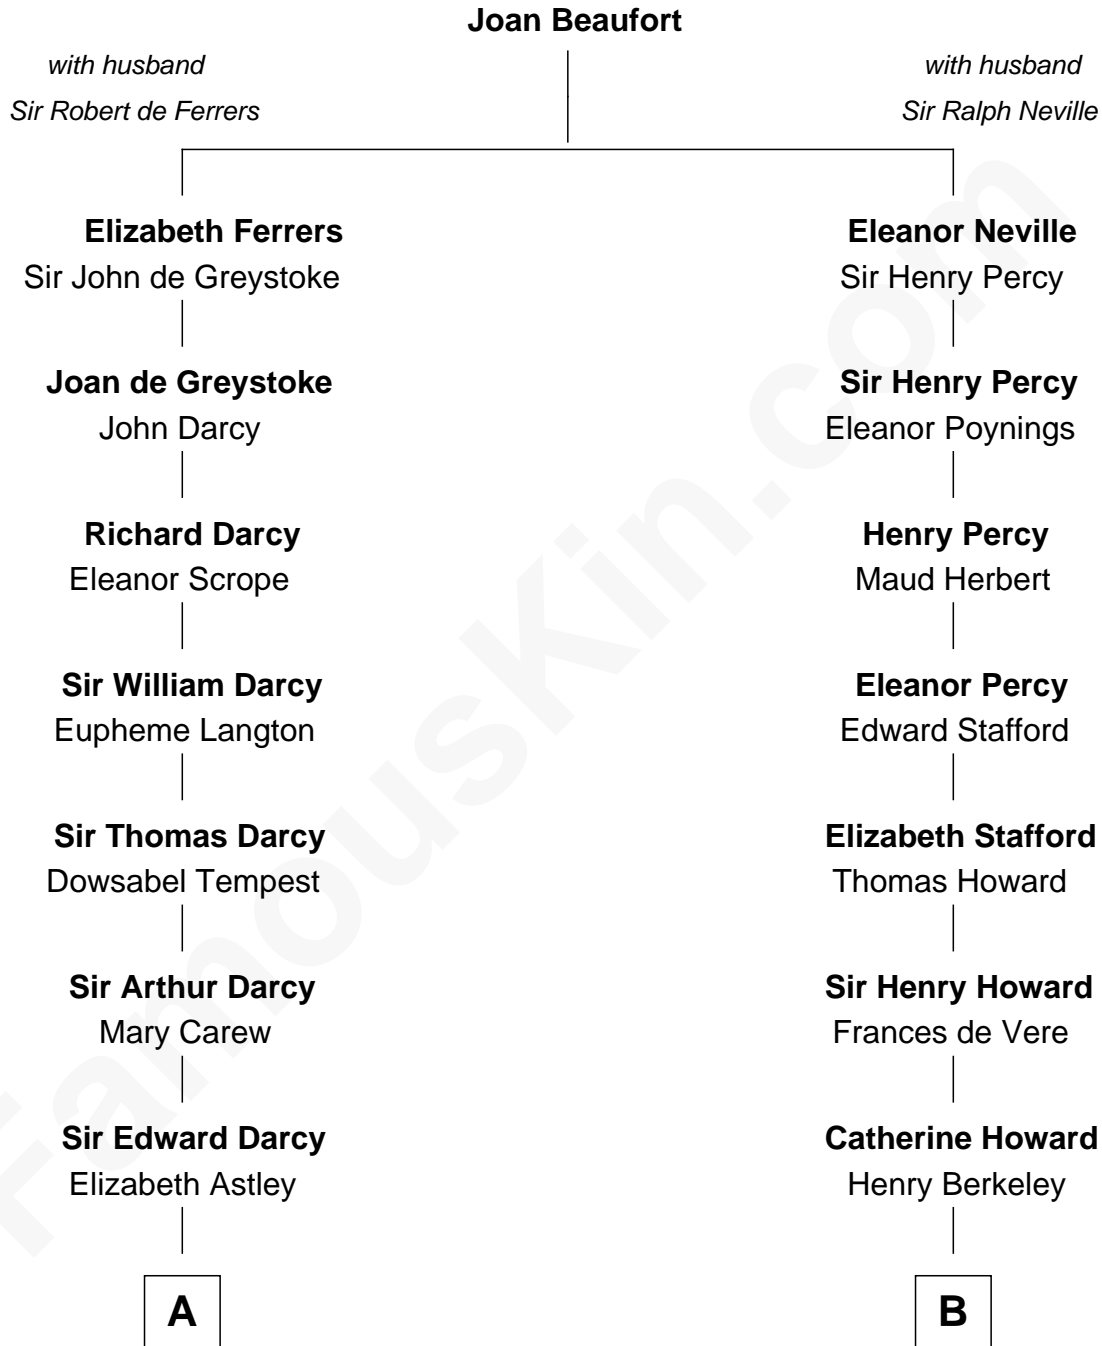 Joan Beaufort
with husband
Sir Robert de Ferrers
with husband
Sir Ralph Neville
Elizabeth Ferrers
Sir John de Greystoke
Eleanor Neville
Sir Henry Percy
Joan de Greystoke
John Darcy
Sir Henry Percy
Eleanor Poynings
Richard Darcy
Eleanor Scrope
Henry Percy
Maud Herbert
Sir William Darcy
Eupheme Langton
Eleanor Percy
Edward Stafford
Sir Thomas Darcy
Dowsabel Tempest
Elizabeth Stafford
Thomas Howard
Sir Arthur Darcy
Mary Carew
Sir Henry Howard
Frances de Vere
Sir Edward Darcy
Elizabeth Astley
Catherine Howard
Henry Berkeley
A
B
FamousKin.com